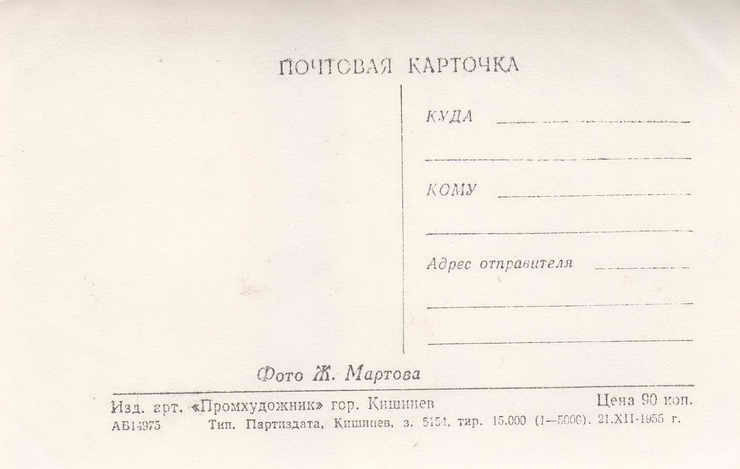 ПОЧТОВАЯ КАРТОЧКА
КУДА
КОМУ
Адрес отправителя
Фото Ж. Мартова
Изд. арт. «Промхудожник» гор. Кишинев Цена 90 коп.
АБ14975 Тип. Партиздата, Кишинев, з. 5154, тир. 15.000 (1—5000). 21.XII-1955 г.